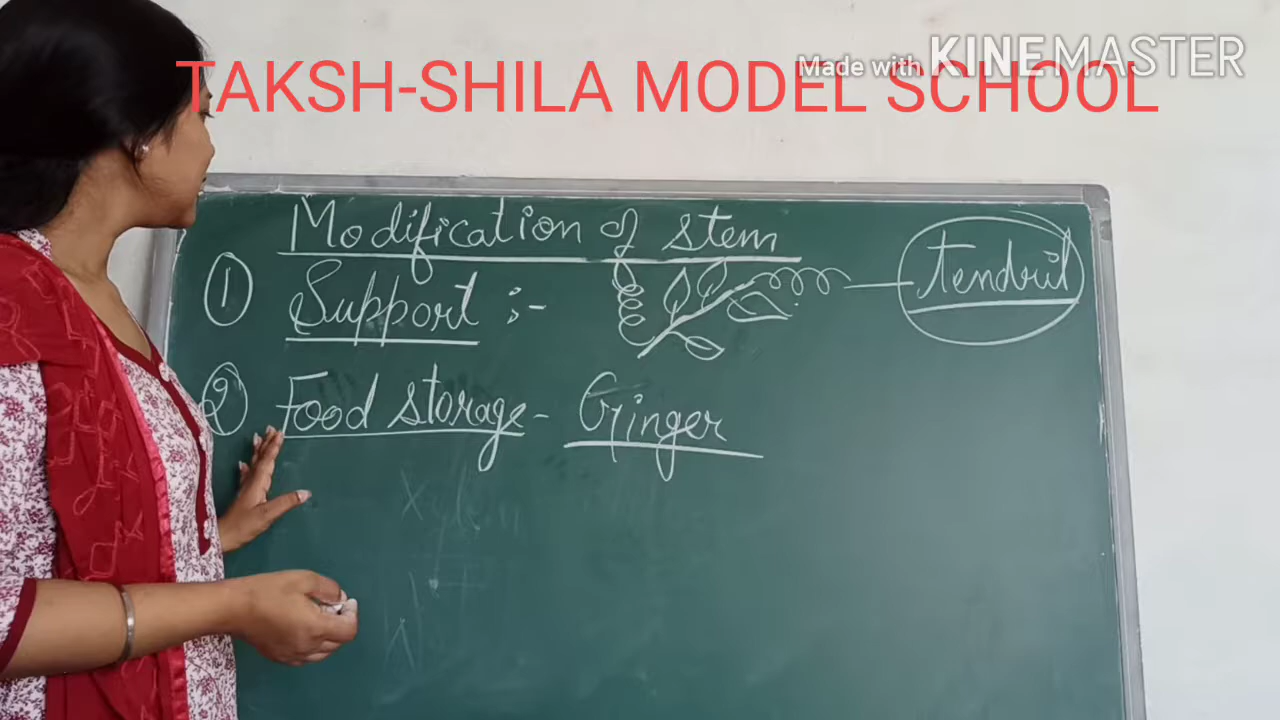 Made with KINEMASTER
TAKSH-SHILA MODEL SCHOOL
Modification of stem
① Support :-
tendril
② Food storage - Ginger